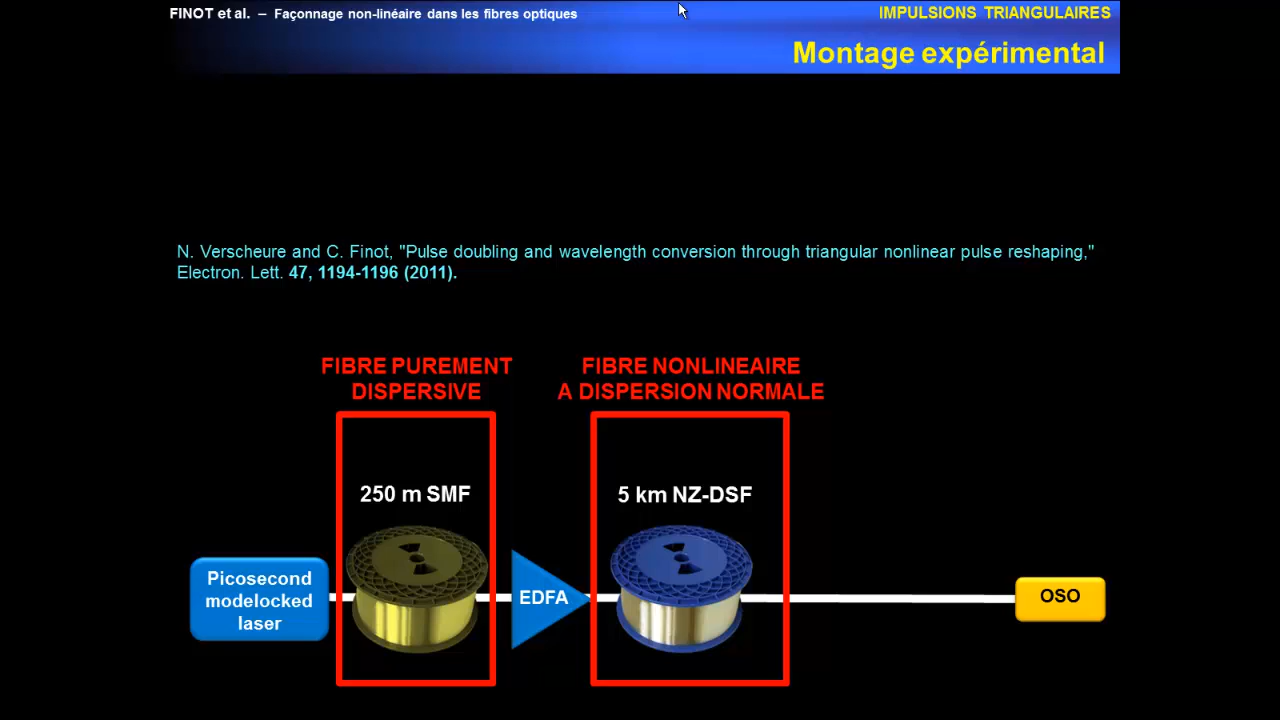 FINOT et al. – Façonnage non-linéaire dans les fibres optiques
IMPULSIONS TRIANGULAIRES
Montage expérimental
N. Verscheure and C. Finot, "Pulse doubling and wavelength conversion through triangular nonlinear pulse reshaping,"
Electron. Lett. 47, 1194-1196 (2011).
FIBRE PUREMENT
DISPERSIVE
FIBRE NONLINEAIRE
A DISPERSION NORMALE
250 m SMF
5 km NZ-DSF
Picosecond
modelocked
laser
EDFA
OSO